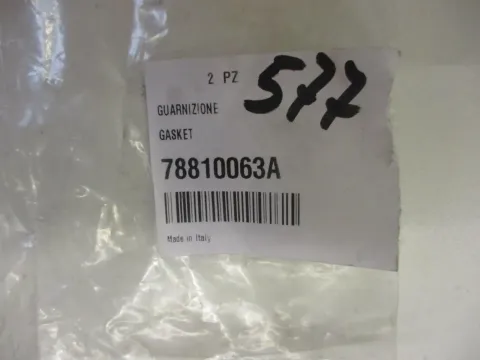 2 PZ
577
GUARNIZIONE
GASKET
78810063A
Made in Italy